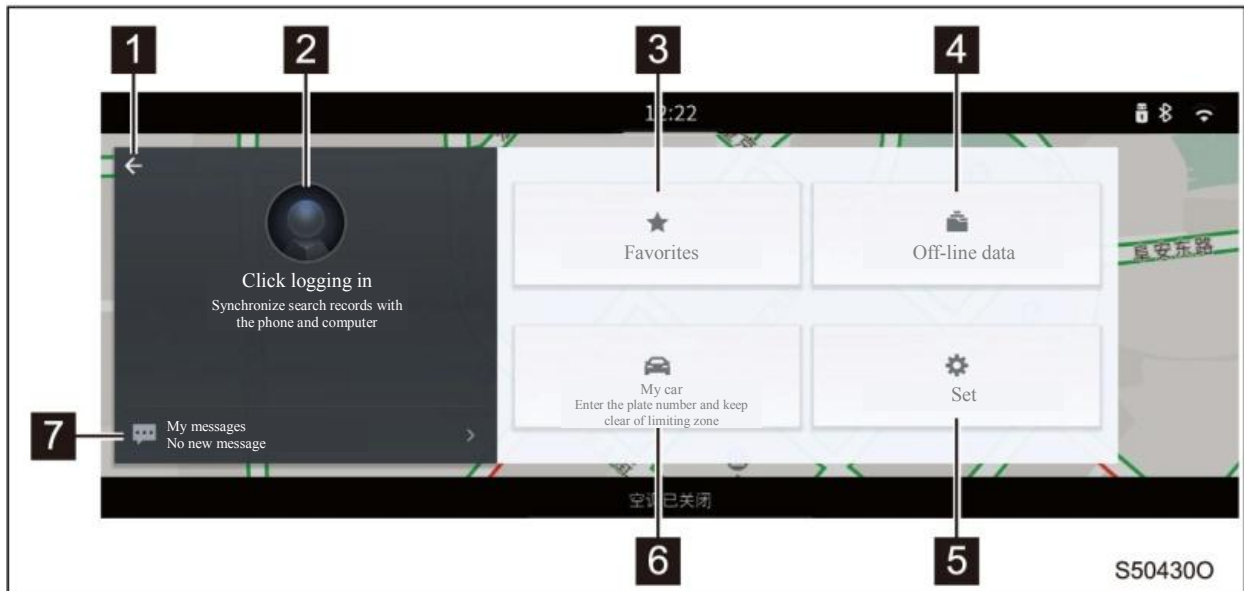 1
2
3
4
12:22
Click logging in
Synchronize search records with
the phone and computer
Favorites
Off-line data
阜安东路
My car
Enter the plate number and keep
clear of limiting zone
Set
7
My messages
No new message
空调已关闭
6
5
S50430O